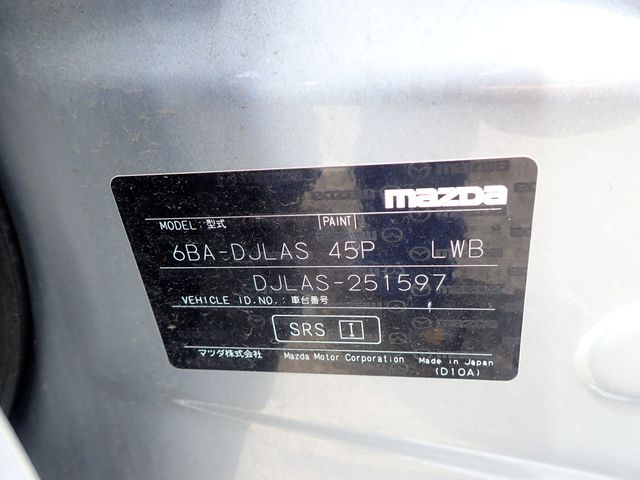 mazda
MODEL:型式 PAINT
6BA-DJLAS 45P LWB
DJLAS-251597
VEHICLE ID.NO.:車台番号
SRS I
マツダ株式会社 Mazda Motor Corporation Made in Japan
(D10A)